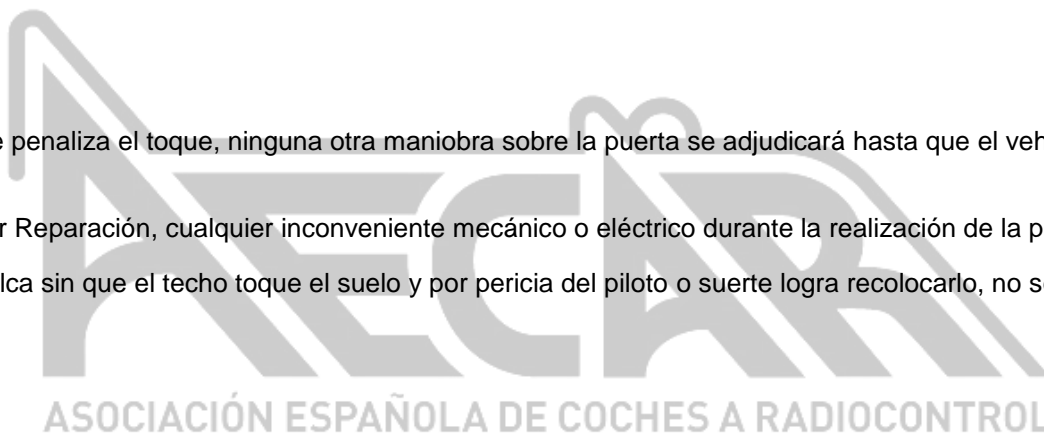 e penaliza el toque, ninguna otra maniobra sobre la puerta se adjudicará hasta que el veh
r Reparación, cualquier inconveniente mecánico o eléctrico durante la realización de la p
lca sin que el techo toque el suelo y por pericia del piloto o suerte logra recolocarlo, no s
AECAR
ASOCIACIÓN ESPAÑOLA DE COCHES A RADIOCONTROL